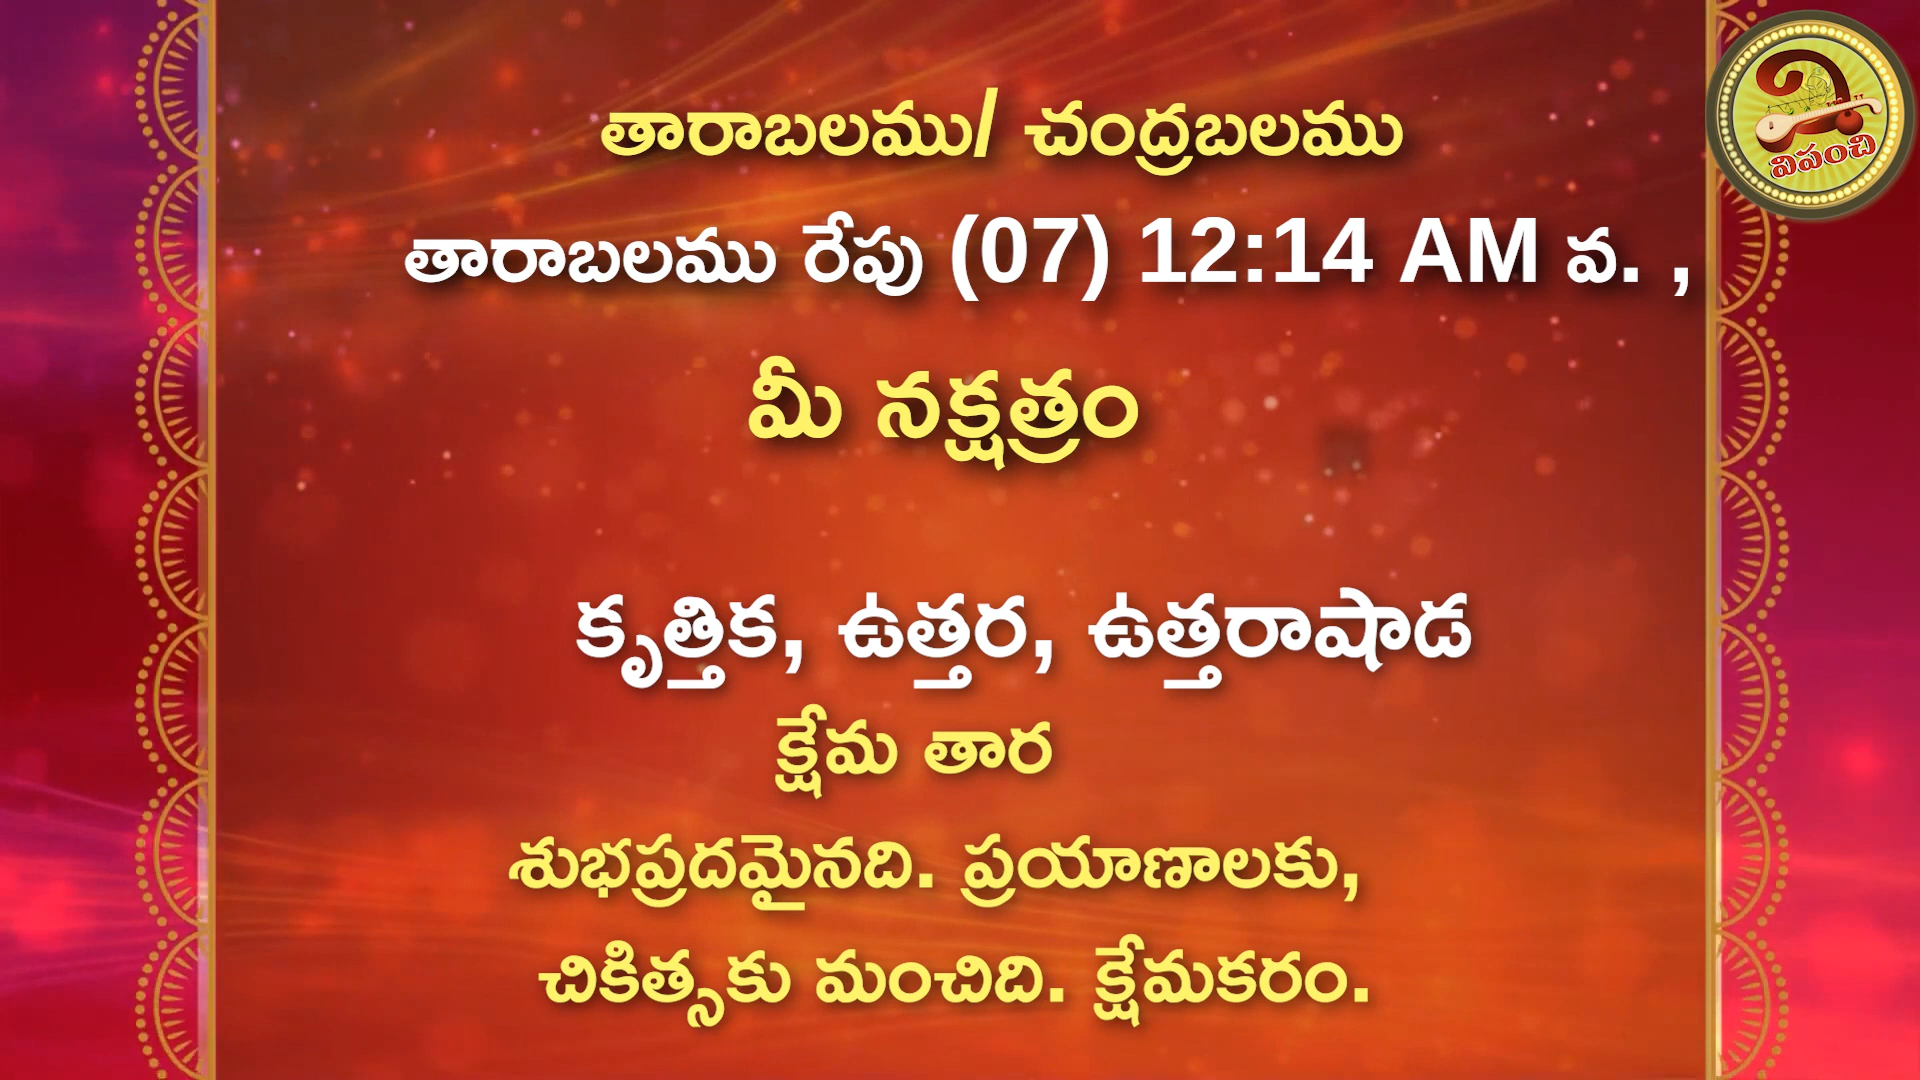 తారాబలము/ చంద్రబలము
విపంచి
తారాబలము రేపు (07) 12:14 AM వ. ,
మీ నక్షత్రం
కృత్తిక, ఉత్తర, ఉత్తరాషాడ
క్షేమ తార
శుభప్రదమైనది. ప్రయాణాలకు,
చికిత్సకు మంచిది. క్షేమకరం.